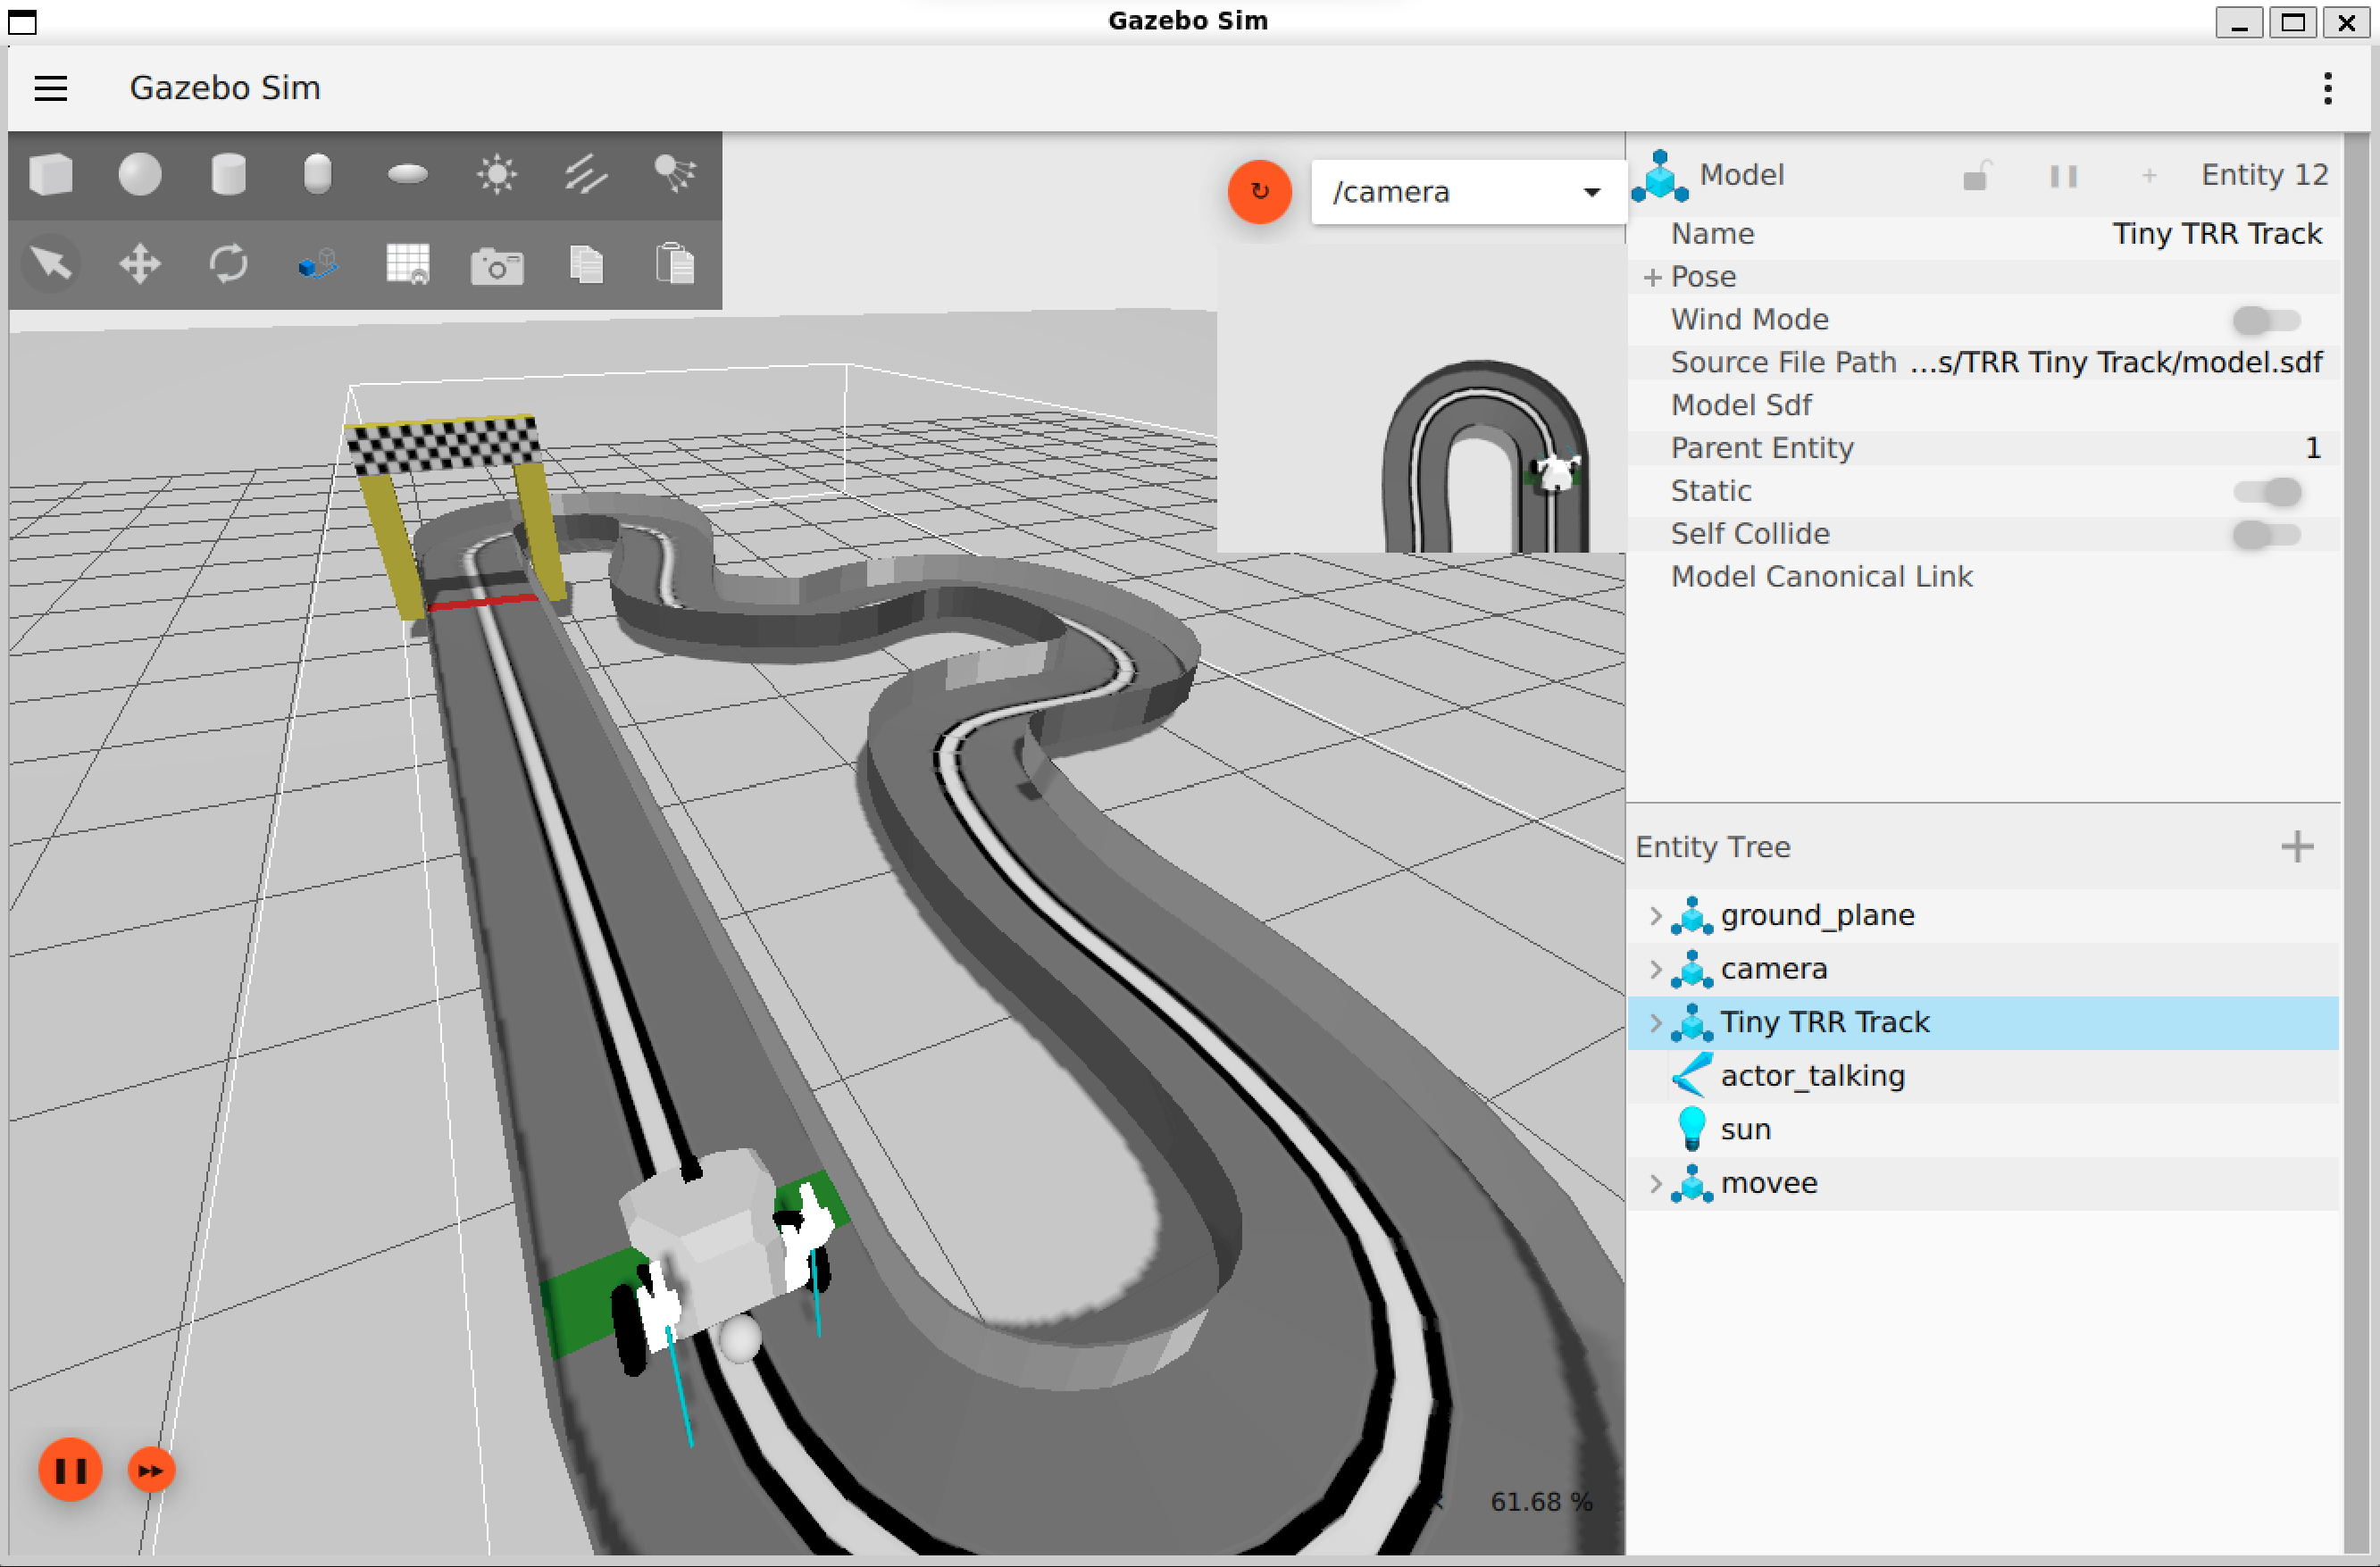 Gazebo Sim
Gazebo Sim
/camera
Model
Entity 12
Name
Tiny TRR Track
Pose
Wind Mode
Source File Path
...s/TRR Tiny Track/model.sdf
Model Sdf
Parent Entity
1
Static
Self Collide
Model Canonical Link
Entity Tree
ground_plane
camera
Tiny TRR Track
actor_talking
sun
movee
61.68 %